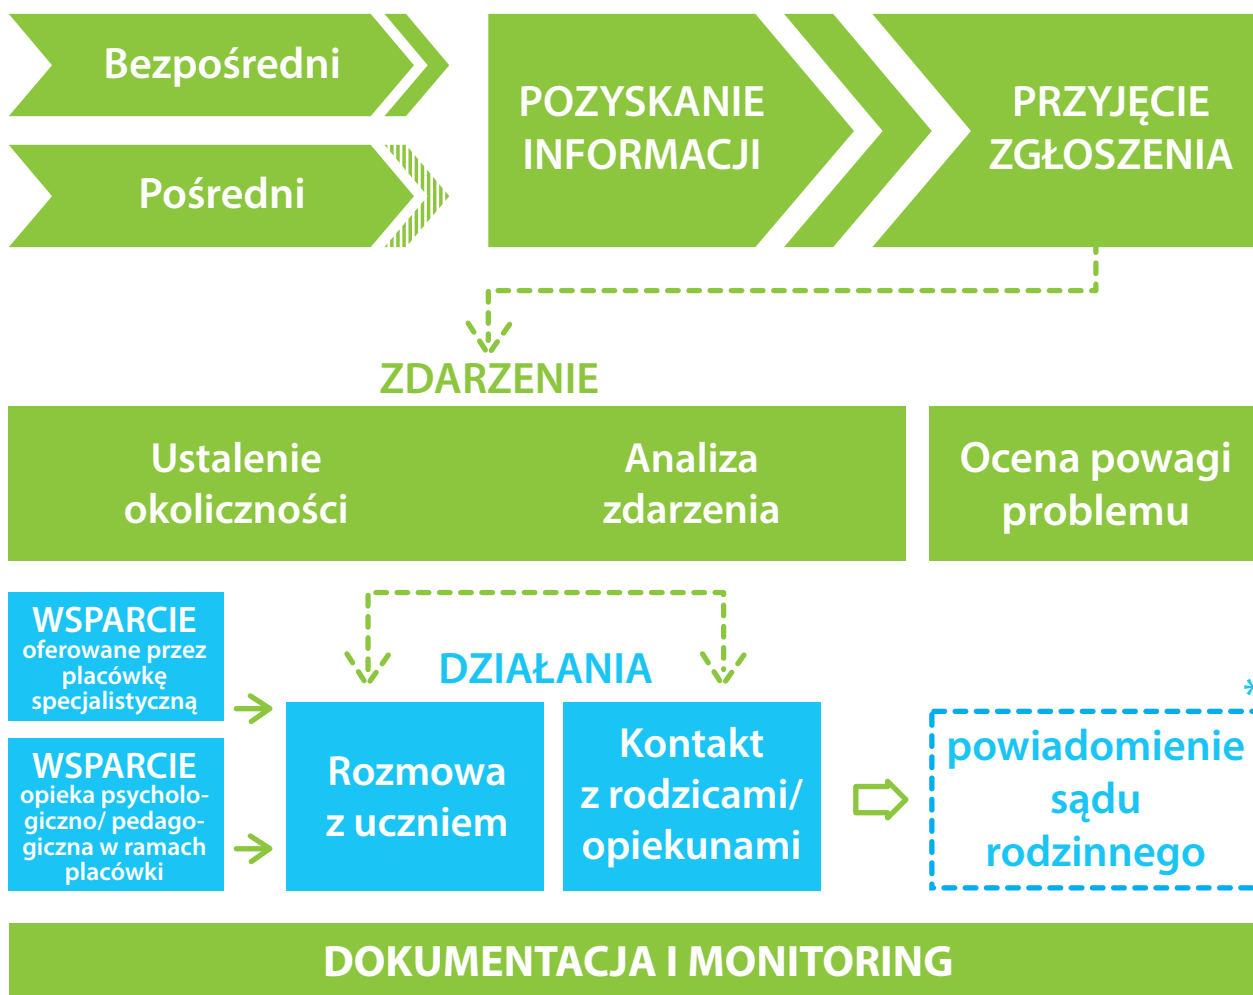 Bezpośredni
Pośredni
POZYSKANIE
INFORMACJI
PRZYJĘCIE
ZGŁOSZENIA
ZDARZENIE
Ustalenie
okoliczności
Analiza
zdarzenia
Ocena powagi
problemu
WSPARCIE
oferowane przez
placówkę
specjalistyczną
WSPARCIE
opieka psycholo-
giczno/ pedago-
giczna w ramach
placówki
DZIAŁANIA
Rozmowa
z uczniem
Kontakt
z rodzicami/
opiekunami
*
powiadomienie
sądu
rodzinnego
DOKUMENTACJA I MONITORING